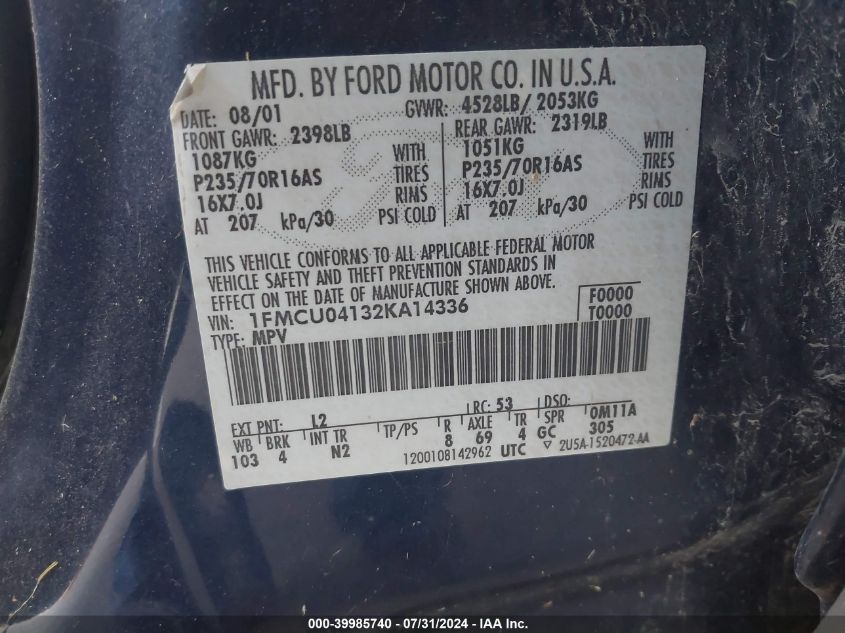 MFD. BY FORD MOTOR CO. IN U.S.A.
DATE: 08/01 GVWR: 4528LB/ 2053KG
FRONT GAWR: 2398LB REAR GAWR: 2319LB
1087KG WITH 1051KG WITH
P235/70R16AS TIRES P235/70R16AS TIRES
16X7.0J RIMS 16X7.0J RIMS
AT 207 kPa/30 PSI COLD AT 207 kPa/30 PSI COLD
THIS VEHICLE CONFORMS TO ALL APPLICABLE FEDERAL MOTOR
VEHICLE SAFETY AND THEFT PREVENTION STANDARDS IN
EFFECT ON THE DATE OF MANUFACTURE SHOWN ABOVE.
VIN: 1FMCU04132KA14336 F0000
TYPE: MPV T0000
EXT PNT: L2 RC: 53 DSO:
WB BRK INT TR TP/PS R AXLE TR SPR 0M11A
103 4 N2 8 69 4 GC 305
1200108142962 UTC ▽ 2U5A-1520472-AA
000-39985740 - 07/31/2024 - IAA Inc.